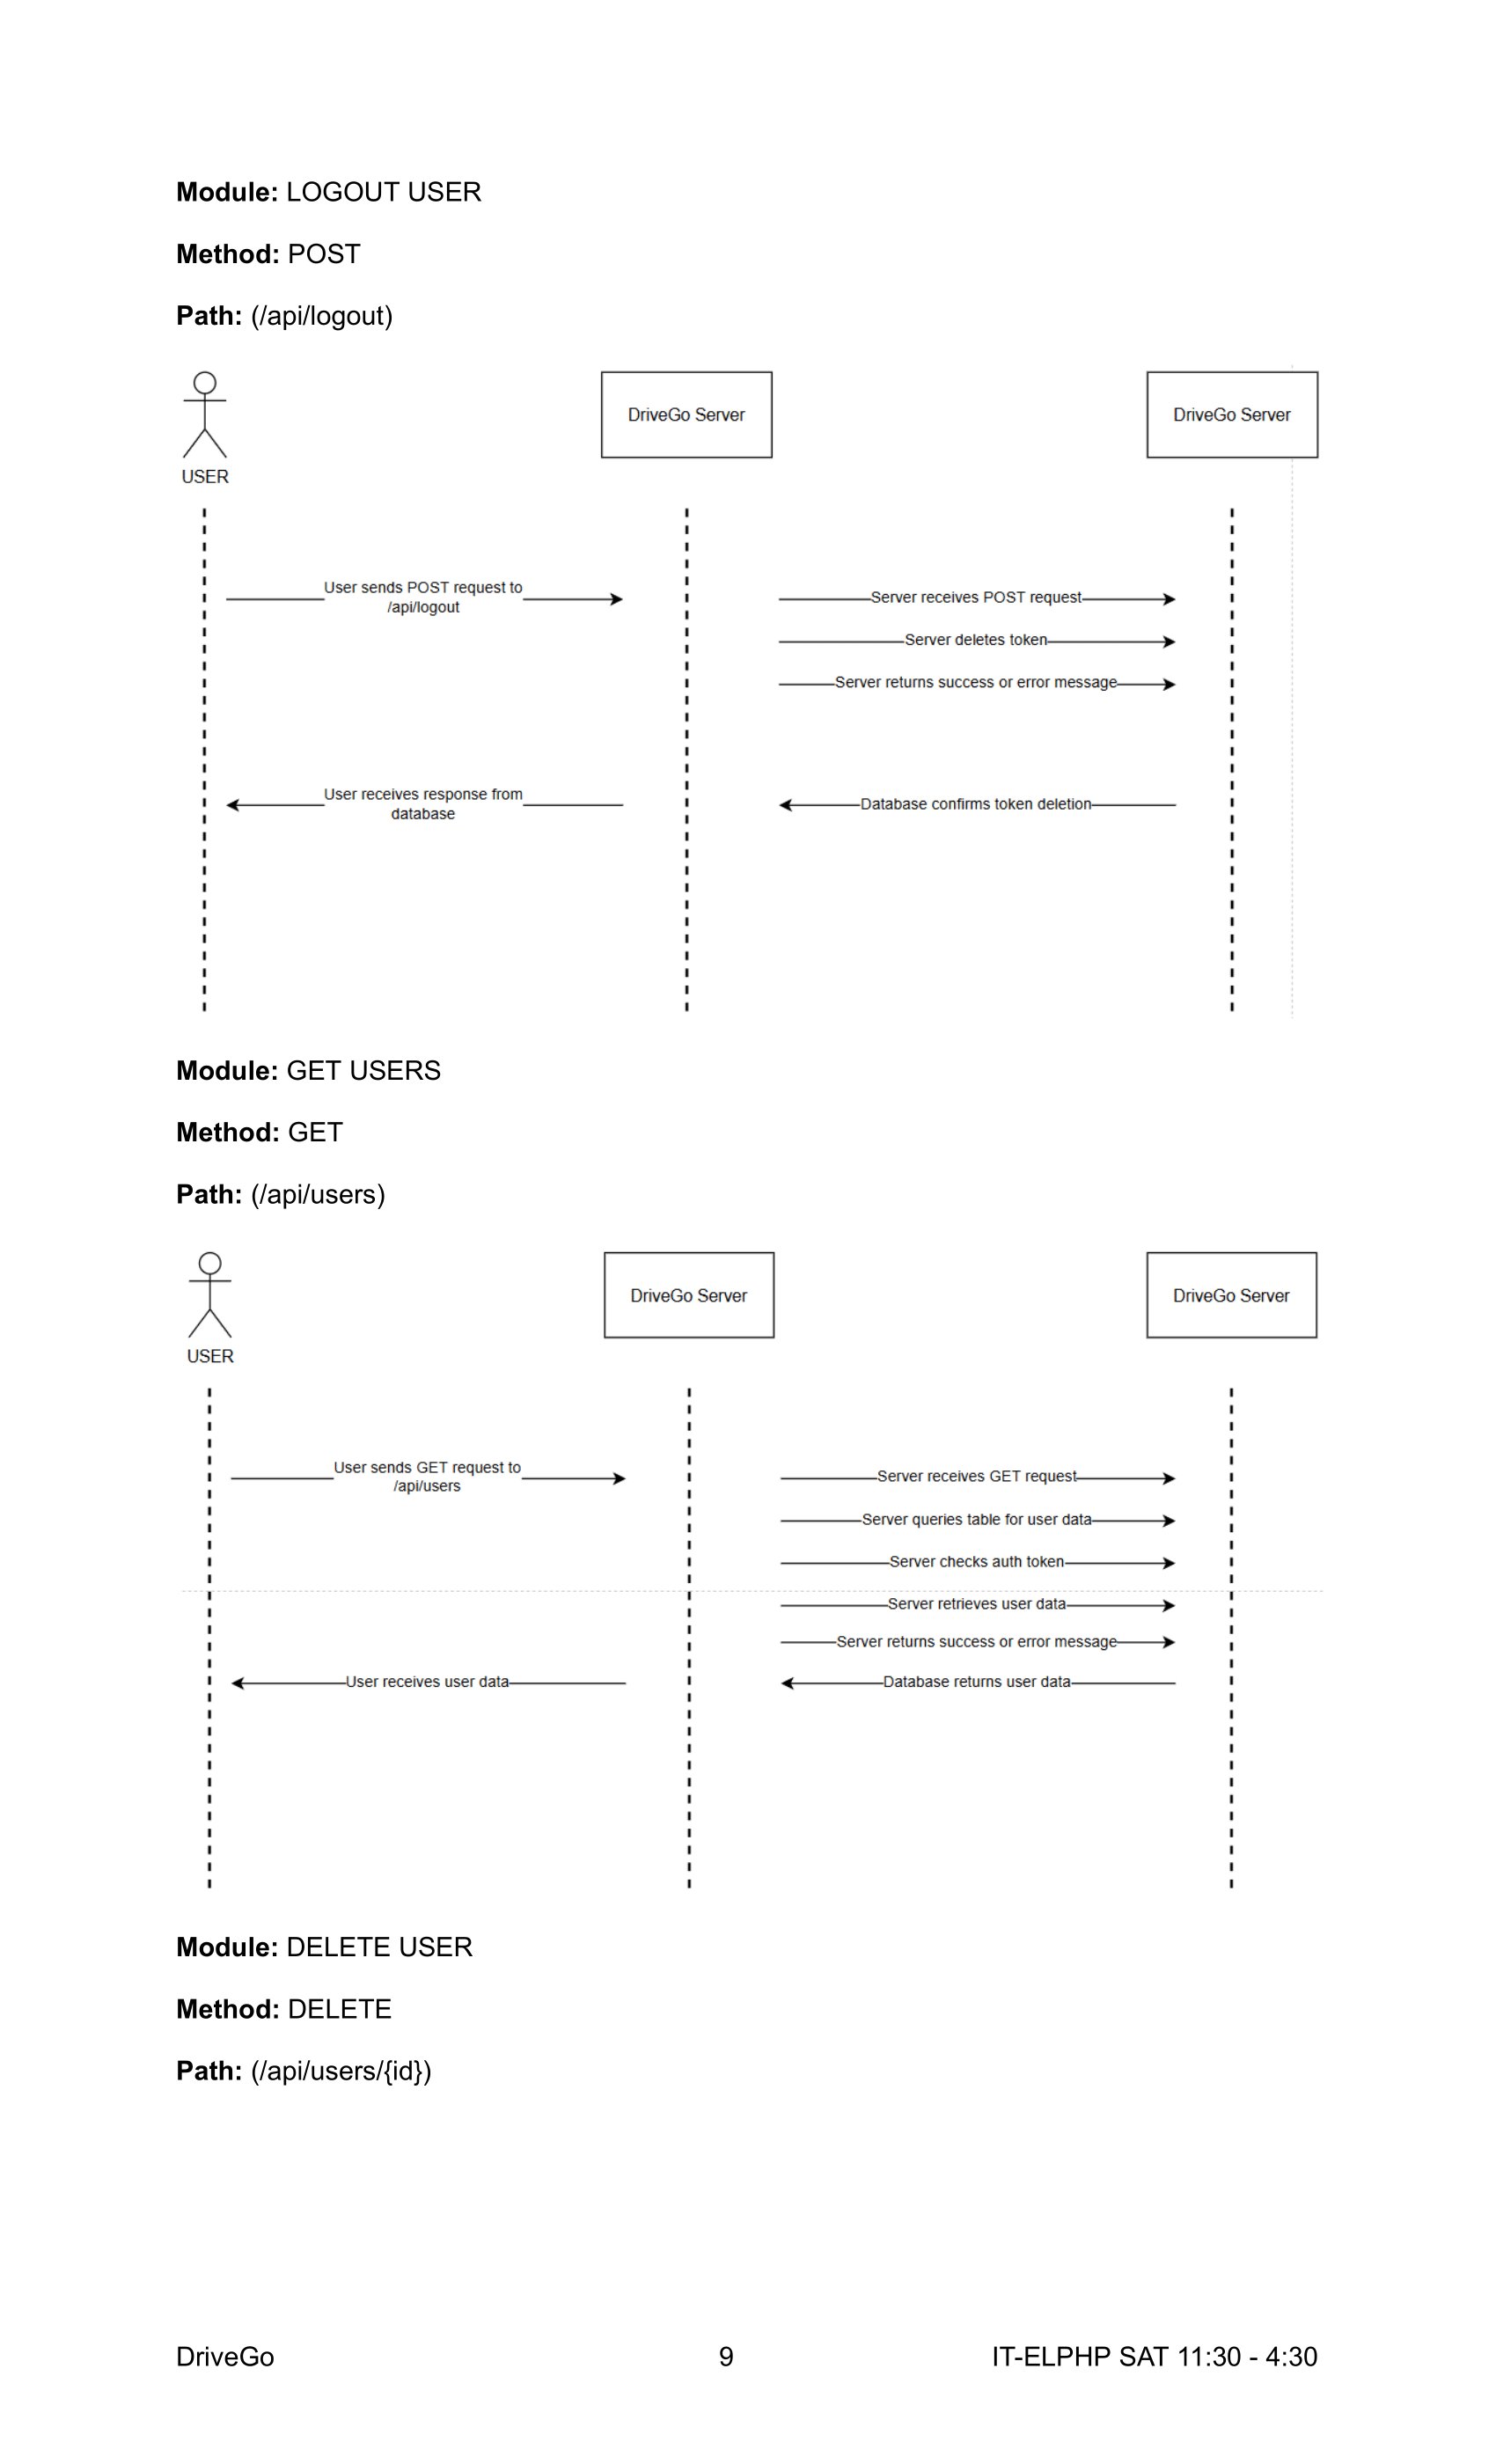 Module: LOGOUT USER
Method: POST
Path: (/api/logout)
DriveGo Server
DriveGo Server
USER
User sends POST request to
/api/logout
Server receives POST request
Server deletes token
Server returns success or error message
User receives response from
database
Database confirms token deletion
Module: GET USERS
Method: GET
Path: (/api/users)
DriveGo Server
DriveGo Server
USER
User sends GET request to
/api/users
Server receives GET request
Server queries table for user data
Server checks auth token
Server retrieves user data
Server returns success or error message
User receives user data
Database returns user data
Module: DELETE USER
Method: DELETE
Path: (/api/users/{id})
DriveGo
9
IT-ELPHP SAT 11:30 - 4:30